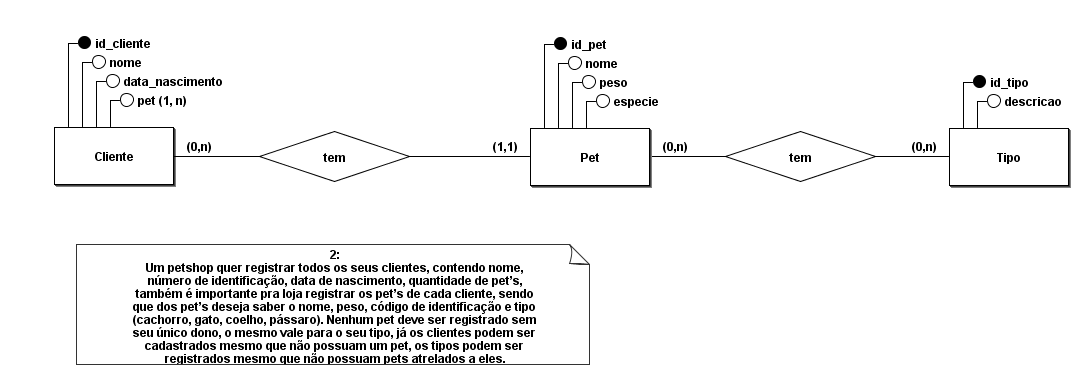 id_cliente
nome
data_nascimento
pet (1, n)
Cliente
(0,n)
tem
(1,1)
id_pet
nome
peso
especie
Pet
(0,n)
tem
(0,n)
id_tipo
descricao
Tipo
2:
Um petshop quer registrar todos os seus clientes, contendo nome,
número de identificação, data de nascimento, quantidade de pet's,
também é importante pra loja registrar os pet's de cada cliente, sendo
que dos pet's deseja saber o nome, peso, código de identificação e tipo
(cachorro, gato, coelho, pássaro). Nenhum pet deve ser registrado sem
seu único dono, o mesmo vale para o seu tipo, já os clientes podem ser
cadastrados mesmo que não possuam um pet, os tipos podem ser
registrados mesmo que não possuam pets atrelados a eles.